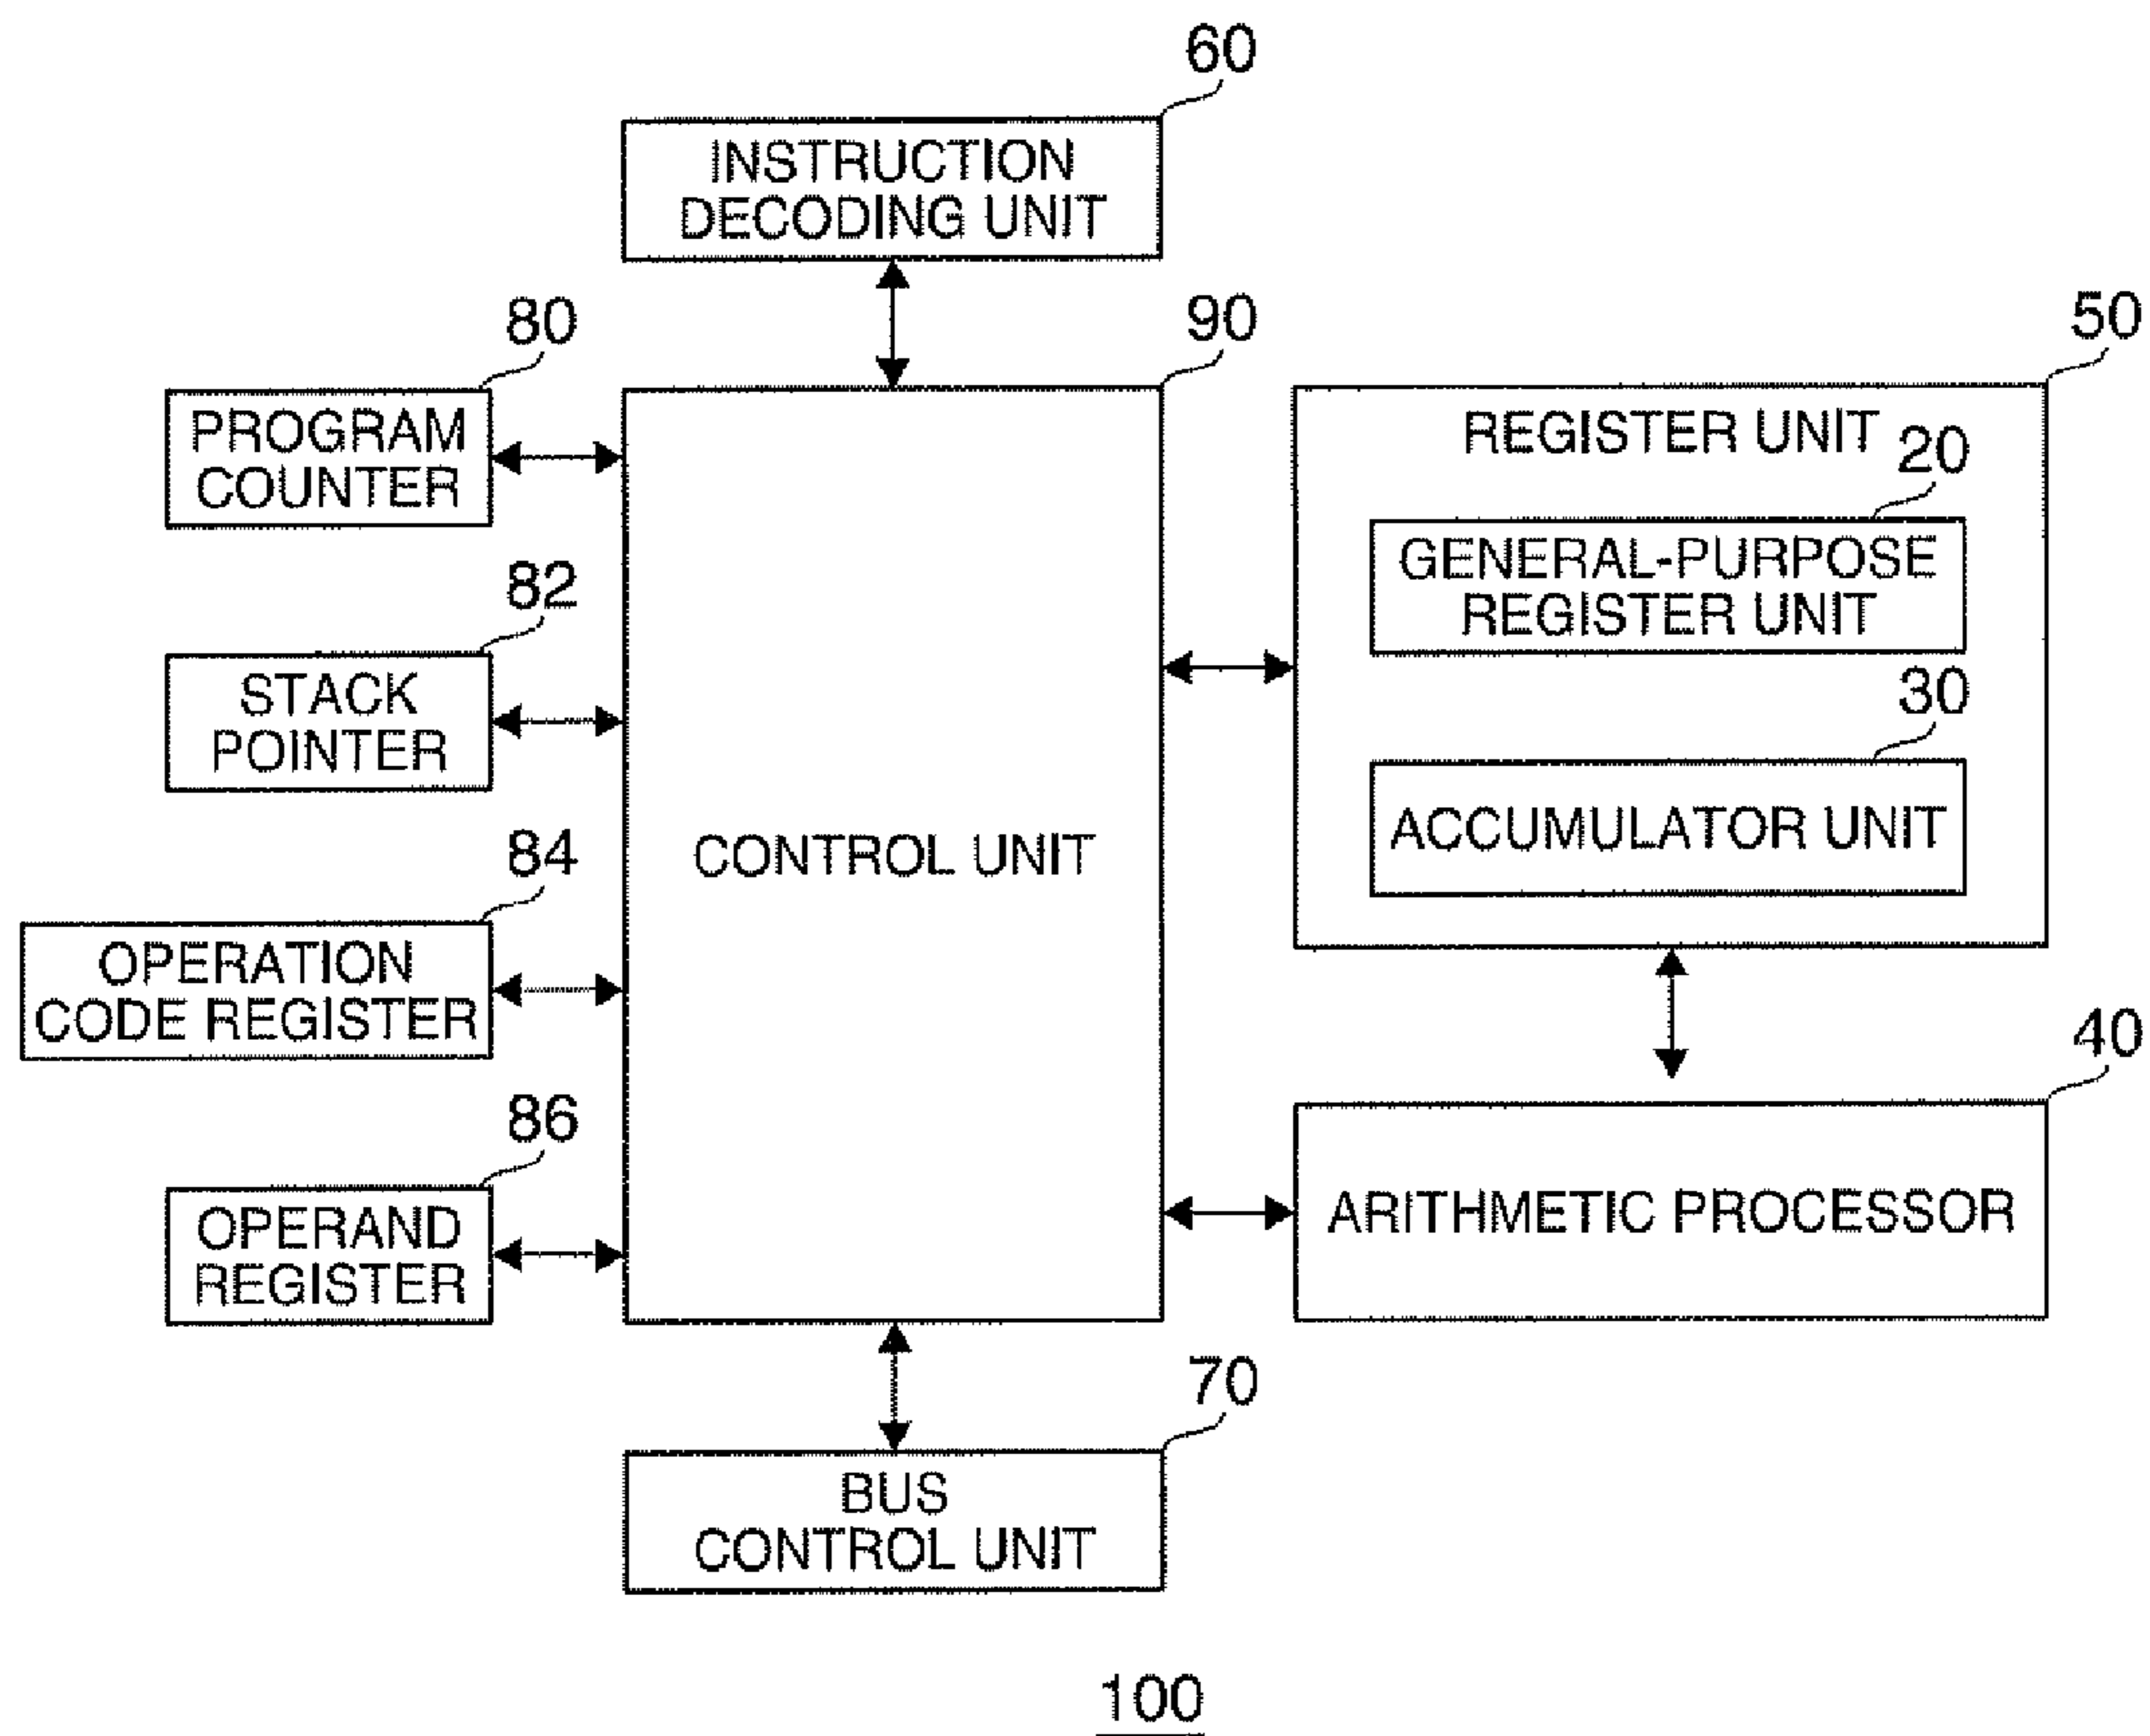 60
INSTRUCTION
DECODING UNIT
80
90
50
PROGRAM
COUNTER
REGISTER UNIT
20
GENERAL-PURPOSE
REGISTER UNIT
82
STACK
POINTER
30
ACCUMULATOR UNIT
CONTROL UNIT
84
OPERATION
CODE REGISTER
40
ARITHMETIC PROCESSOR
86
OPERAND
REGISTER
70
BUS
CONTROL UNIT
100